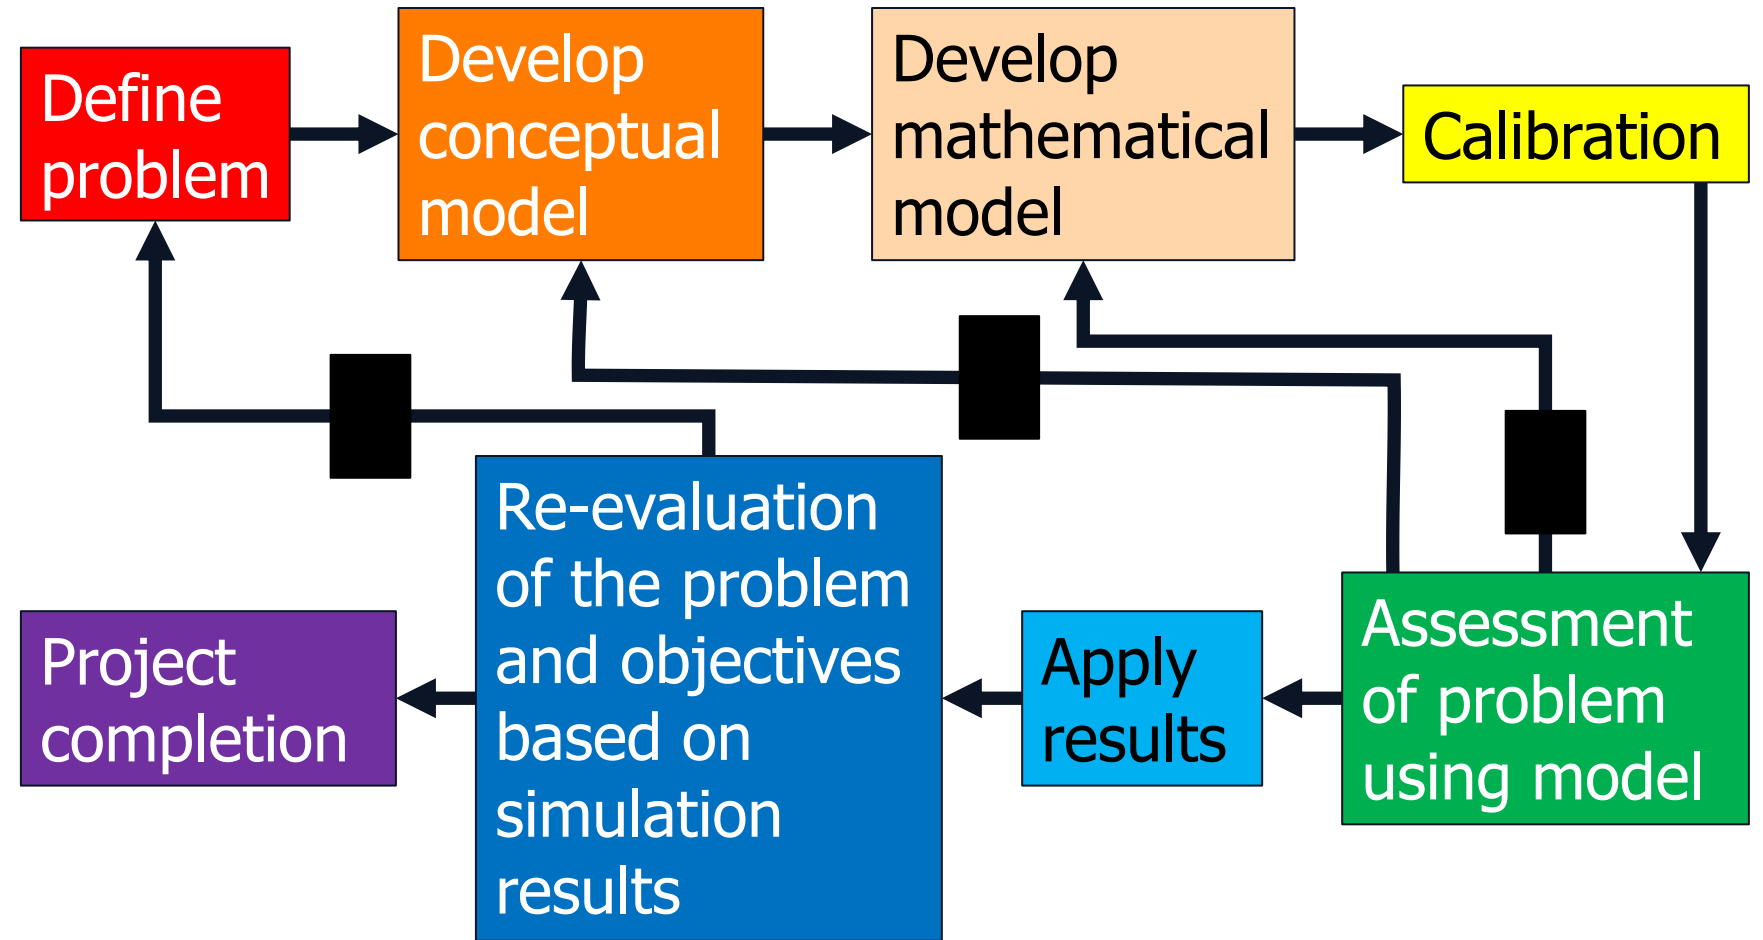 Define
problem
Develop
conceptual
model
Develop
mathematical
model
Calibration
Assessment
of problem
using model
Apply
results
Re-evaluation
of the problem
and objectives
based on
simulation
results
Project
completion